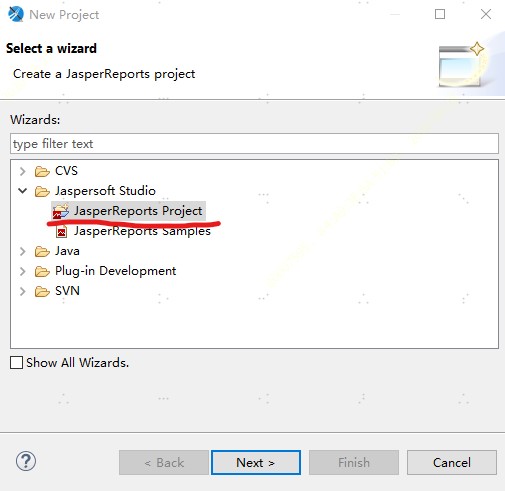 New Project
Select a wizard
Create a JasperReports project
Wizards:
type filter text
CVS
Jaspersoft Studio
JasperReports Project
JasperReports Samples
Java
Plug-in Development
SVN
Show All Wizards.
? < Back Next > Finish Cancel